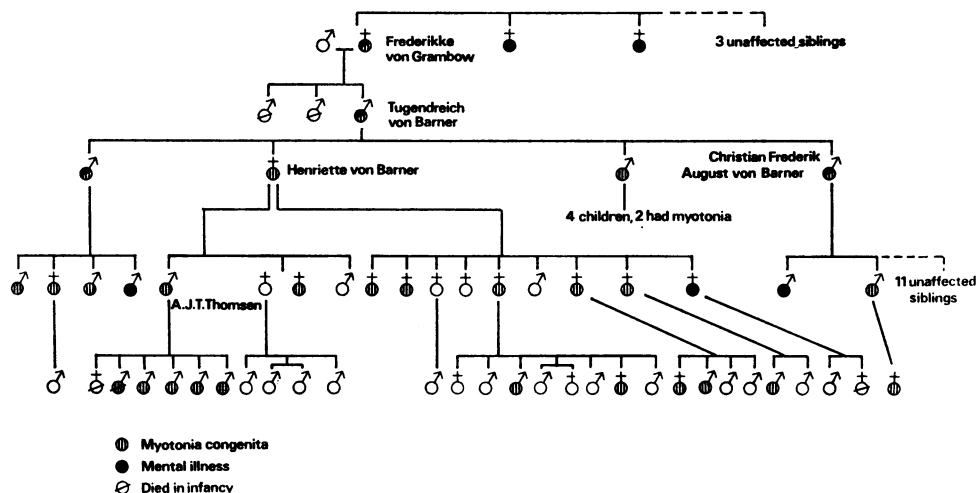 Frederikke
von Grambow
3 unaffected siblings
Tugendreich
von Barner
Henriette von Barner
Christian Frederik
August von Barner
4 children, 2 had myotonia
A.J.T.Thomsen
11 unaffected
siblings
Myotonia congenita
Mental illness
Died in infancy